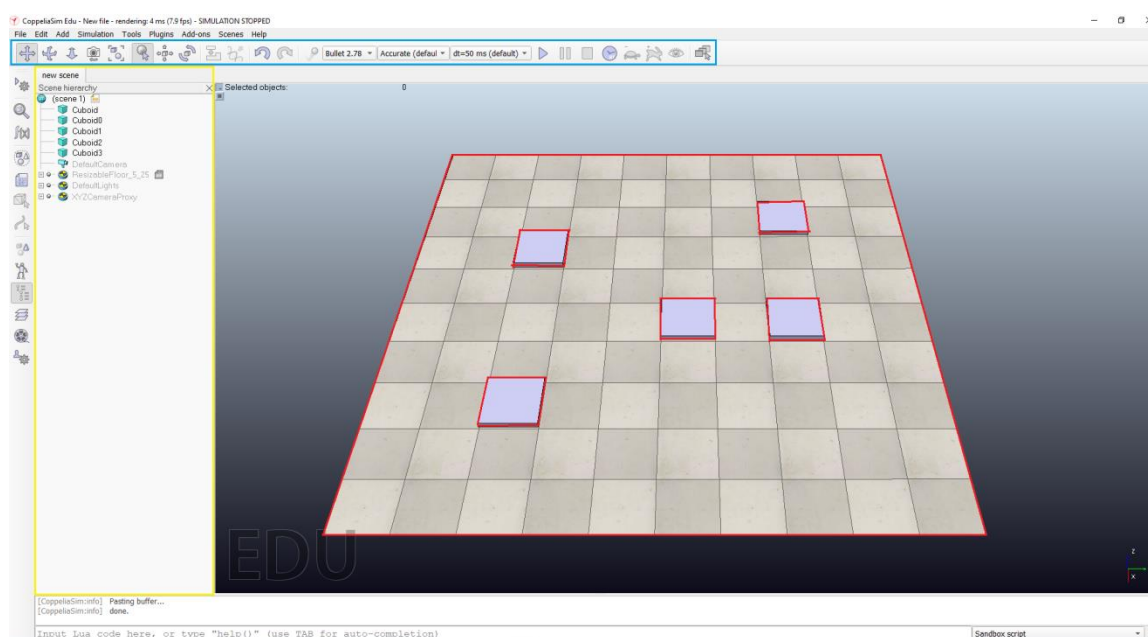 CoppeliaSim Edu - New file - rendering: 4 ms (7.9 fps) - SIMULATION STOPPED
File Edit Add Simulation Tools Plugins Add-ons Scenes Help
Bullet 2.78 Accurate (defaul dt=50 ms (default)
new scene
Scene hierarchy
Selected objects: 0
(scene 1)
Cuboid
Cuboid0
Cuboid1
Cuboid2
Cuboid3
DefaultCamera
ResizableFloor_5_25
DefaultLights
XYZCameraProxy
EDU
z
x
[CoppeliaSim:info] Pasting buffer...
[CoppeliaSim:info] done.
Input Lua code here, or type "help()" (use TAB for auto-completion)
Sandbox script